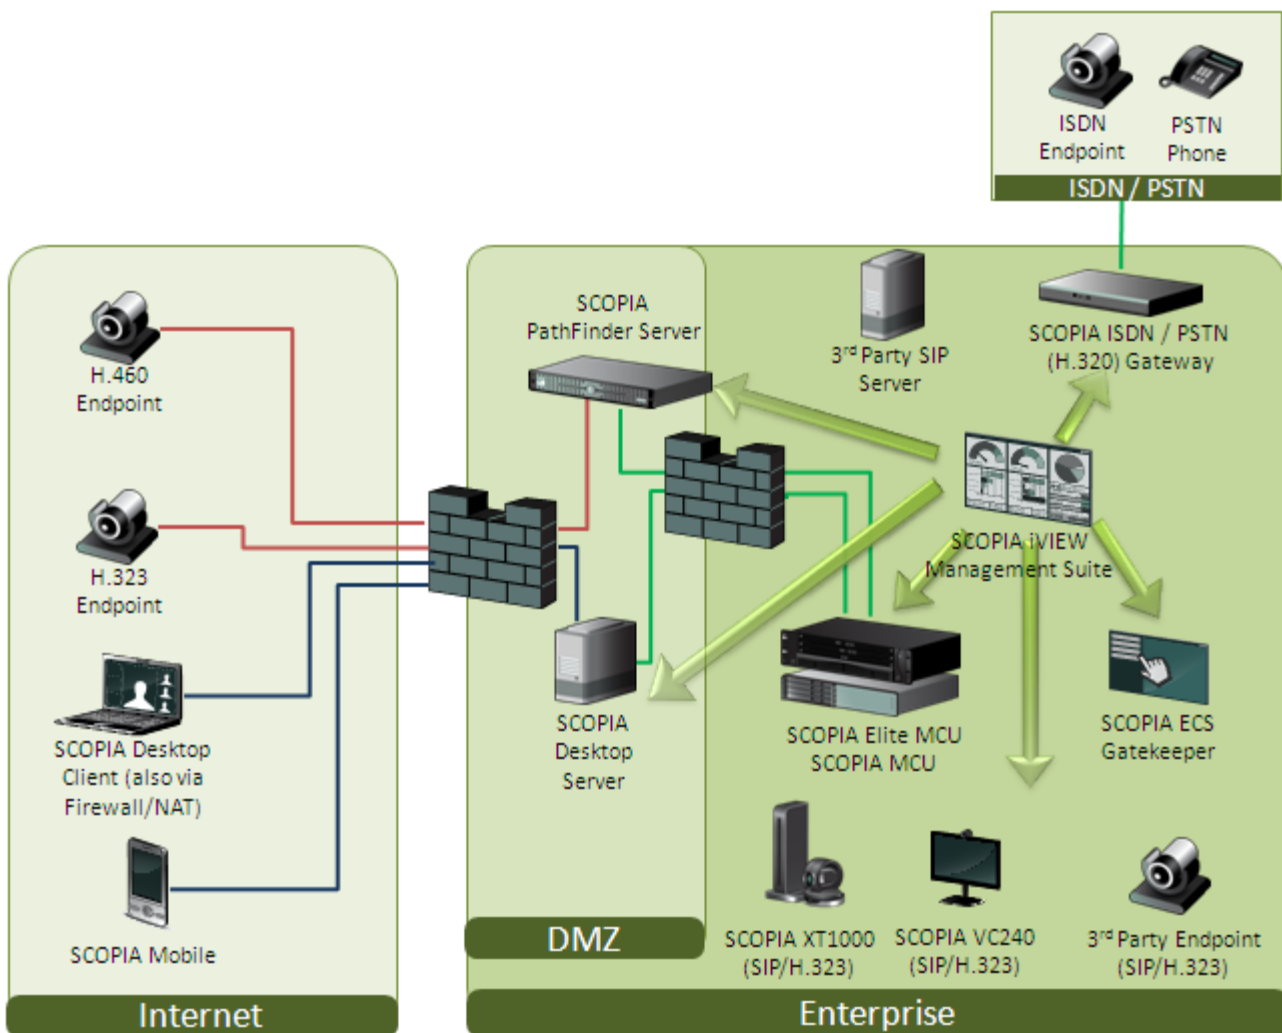 ISDN
Endpoint
PSTN
Phone
ISDN / PSTN
H.460
Endpoint
H.323
Endpoint
SCOPIA Desktop
Client (also via
Firewall/NAT)
SCOPIA Mobile
Internet
SCOPIA
PathFinder Server
SCOPIA
Desktop
Server
DMZ
3rd Party SIP
Server
SCOPIA ISDN / PSTN
(H.320) Gateway
SCOPIA iVIEW
Management Suite
SCOPIA Elite MCU
SCOPIA MCU
SCOPIA ECS
Gatekeeper
SCOPIA XT1000
(SIP/H.323)
SCOPIA VC240
(SIP/H.323)
3rd Party Endpoint
(SIP/H.323)
Enterprise